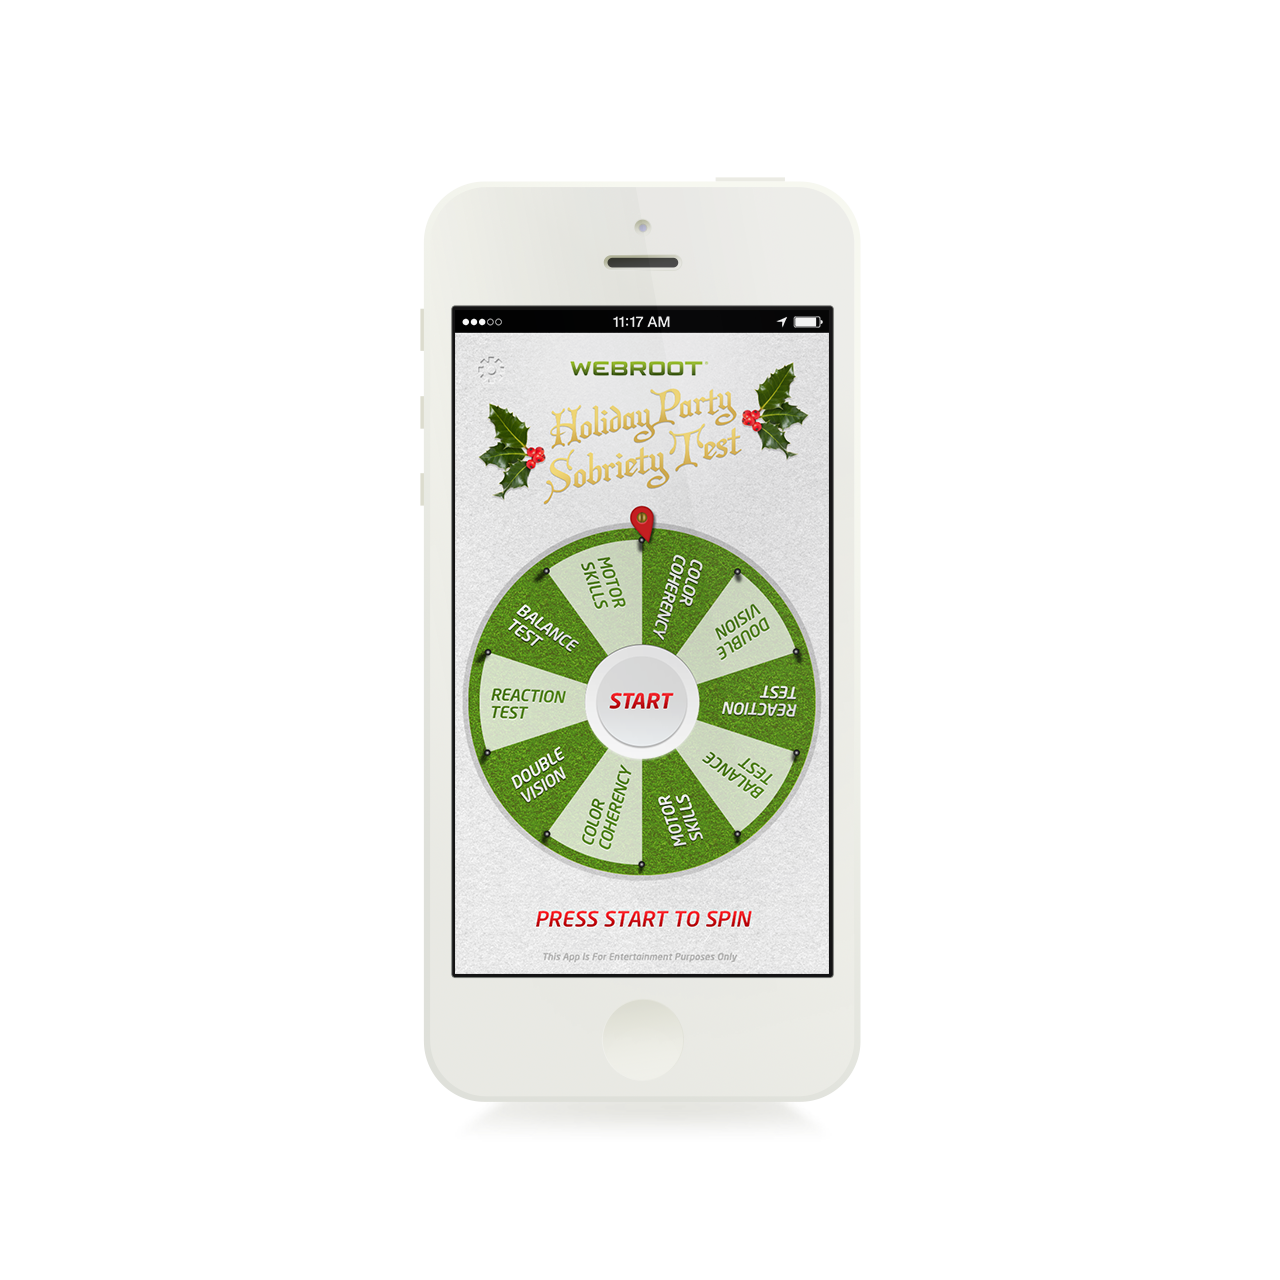 11:17 AM
WEBROOT
Holiday Party
Sobriety Test
MOTOR
SKILLS
COLOR
COHERENCY
DOUBLE
VISION
REACTION
TEST
BALANCE
TEST
MOTOR
SKILLS
COLOR
COHERENCY
DOUBLE
VISION
REACTION
TEST
BALANCE
TEST
START
PRESS START TO SPIN
This App Is For Entertainment Purposes Only